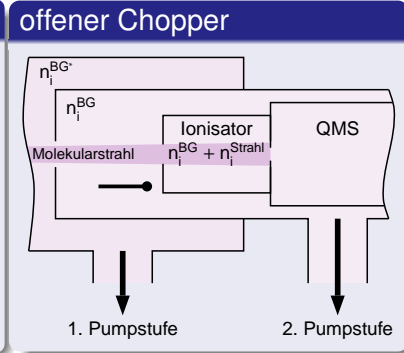 offener Chopper
n_i^BG*
n_i^BG
Ionisator
QMS
Molekularstrahl
n_i^BG + n_i^Strahl
1. Pumpstufe
2. Pumpstufe